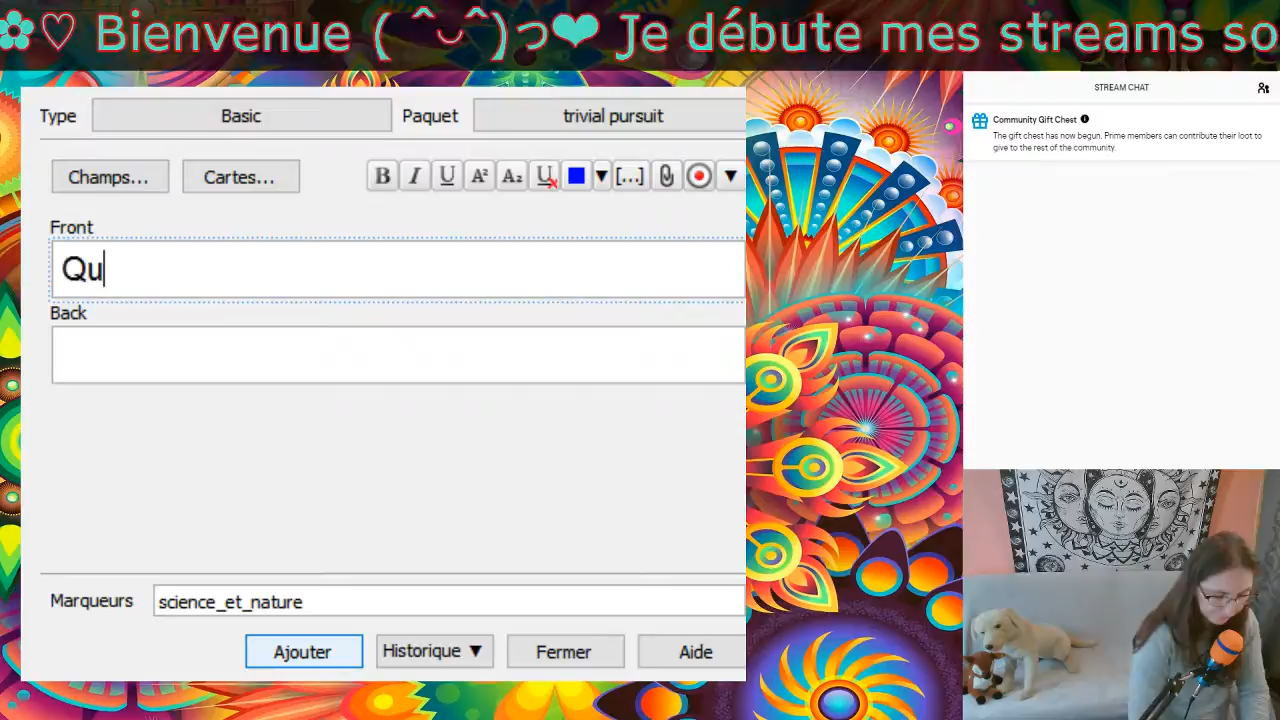 ✿♡ Bienvenue ( ˆ ᴗ ˆ)っ❤ Je débute mes streams so
Type Basic Paquet trivial pursuit
Champs... Cartes... B I U A² A₂ U [...]
Front
Qu
Back
Marqueurs science_et_nature
Ajouter Historique ▼ Fermer Aide
STREAM CHAT
Community Gift Chest
The gift chest has now begun. Prime members can contribute their loot to
give to the rest of the community.